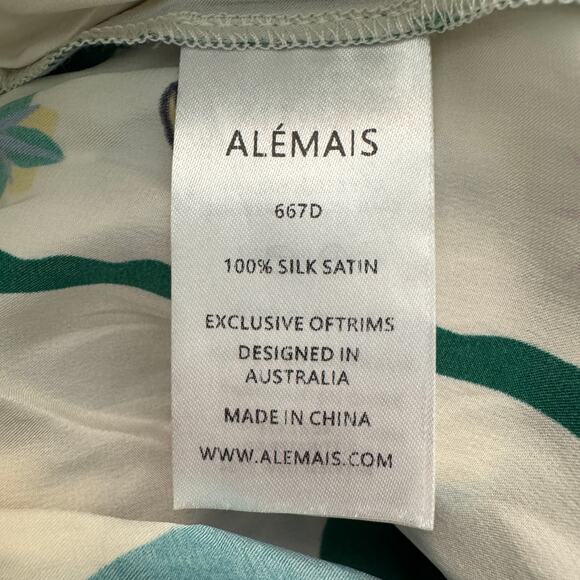 ALÉMAIS
667D
100% SILK SATIN
EXCLUSIVE OFTRIMS
DESIGNED IN
AUSTRALIA
MADE IN CHINA
WWW.ALEMAIS.COM